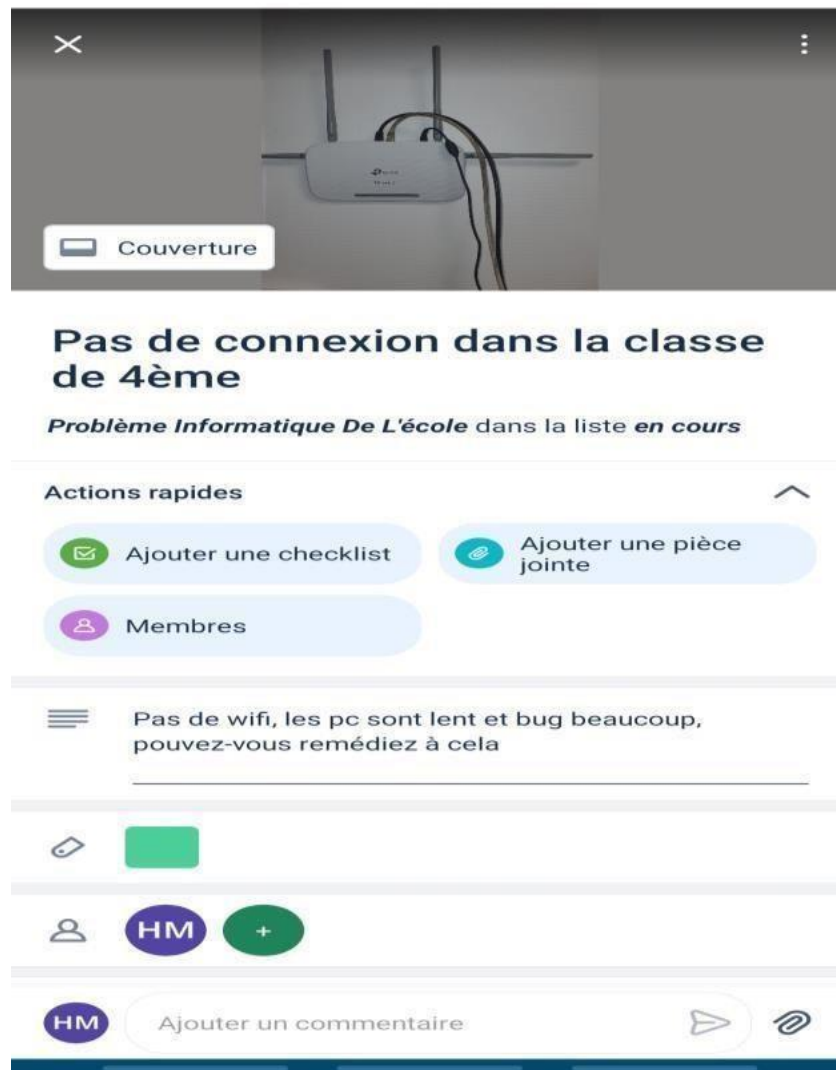 Couverture
Pas de connexion dans la classe
de 4ème
Problème Informatique De L'école dans la liste en cours
Actions rapides
Ajouter une checklist
Ajouter une pièce
jointe
Membres
Pas de wifi, les pc sont lent et bug beaucoup,
pouvez-vous remédiez à cela
HM
+
HM
Ajouter un commentaire